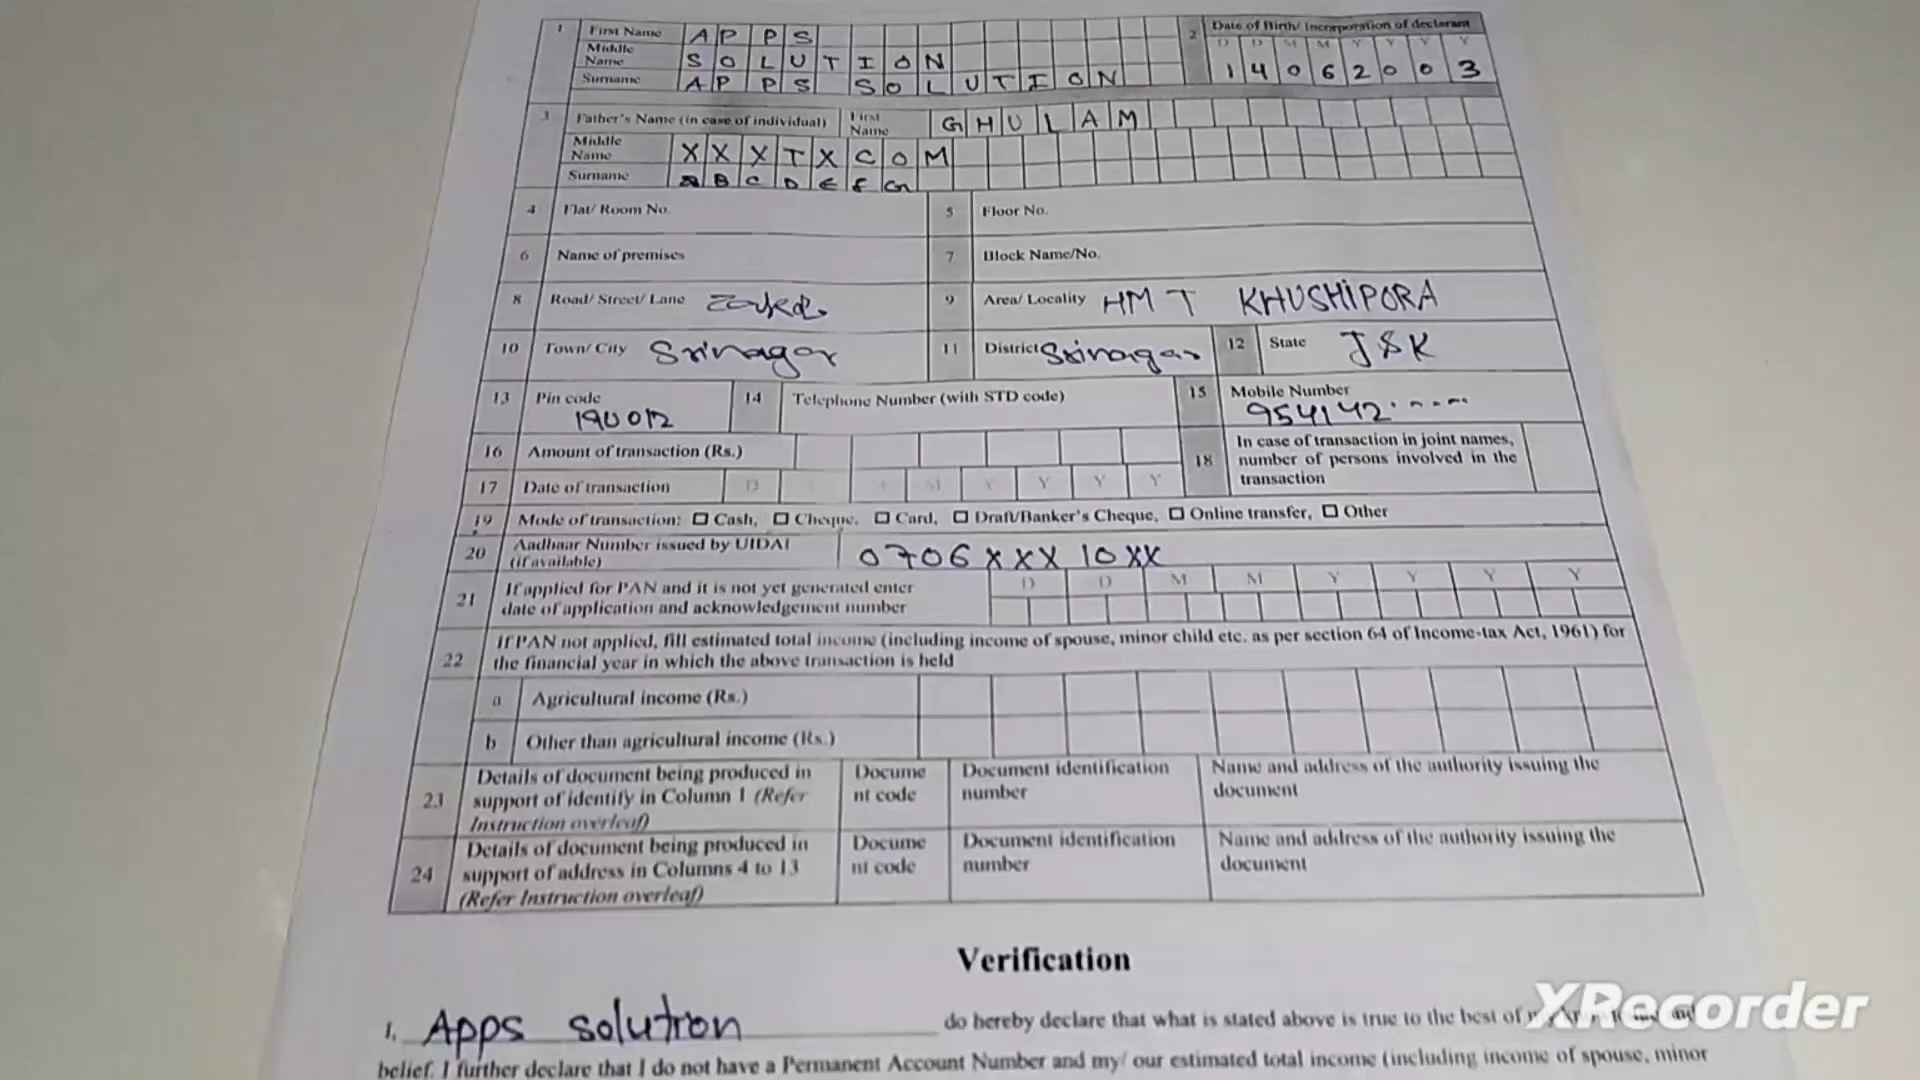 1 First Name A P P S
2 Date of Birth/ Incorporation of declarant
Middle Name S O L U T I O N
D D M M Y Y Y Y
1 4 0 6 2 0 0 3
Surname A P P S S O L U T I O N
3 Father's Name (in case of individual) First Name G H U L A M
Middle Name X X X T X C O M
Surname A B C D E F G
4 Flat/ Room No.
5 Floor No.
6 Name of premises
7 Block Name/No.
8 Road/ Street/ Lane
9 Area/ Locality HMT KHUSHIPORA
10 Town/ City Srinagar
11 District Srinagar
12 State J&K
13 Pin code 190012
14 Telephone Number (with STD code)
15 Mobile Number 954142.----
16 Amount of transaction (Rs.)
17 Date of transaction D M Y Y Y Y
18 In case of transaction in joint names, number of persons involved in the transaction
19 Mode of transaction: ☐ Cash, ☐ Cheque, ☐ Card, ☐ Draft/Banker's Cheque, ☐ Online transfer, ☐ Other
20 Aadhaar Number issued by UIDAI (if available) 0706 XXX 10 XX
21 If applied for PAN and it is not yet generated enter
date of application and acknowledgement number
D D M M Y Y Y Y
22 If PAN not applied, fill estimated total income (including income of spouse, minor child etc. as per section 64 of Income-tax Act, 1961) for
the financial year in which the above transaction is held
a Agricultural income (Rs.)
b Other than agricultural income (Rs.)
23 Details of document being produced in
support of identify in Column 1 (Refer
Instruction overleaf)
Docume
nt code
Document identification
number
Name and address of the authority issuing the
document
24 Details of document being produced in
support of address in Columns 4 to 13
(Refer Instruction overleaf)
Docume
nt code
Document identification
number
Name and address of the authority issuing the
document
Verification
I, Apps solution do hereby declare that what is stated above is true to the best of
belief. I further declare that I do not have a Permanent Account Number and my/ our estimated total income (including income of spouse, minor
XRecorder